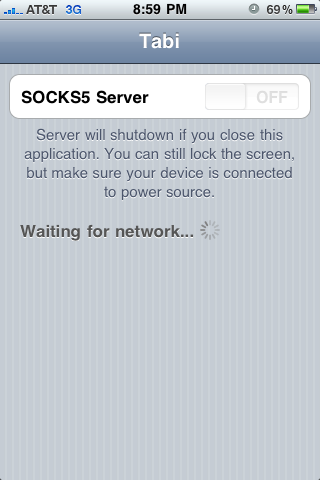 AT&T 3G 8:59 PM 69%
Tabi
SOCKS5 Server OFF
Server will shutdown if you close this
application. You can still lock the screen,
but make sure your device is connected
to power source.
Waiting for network...